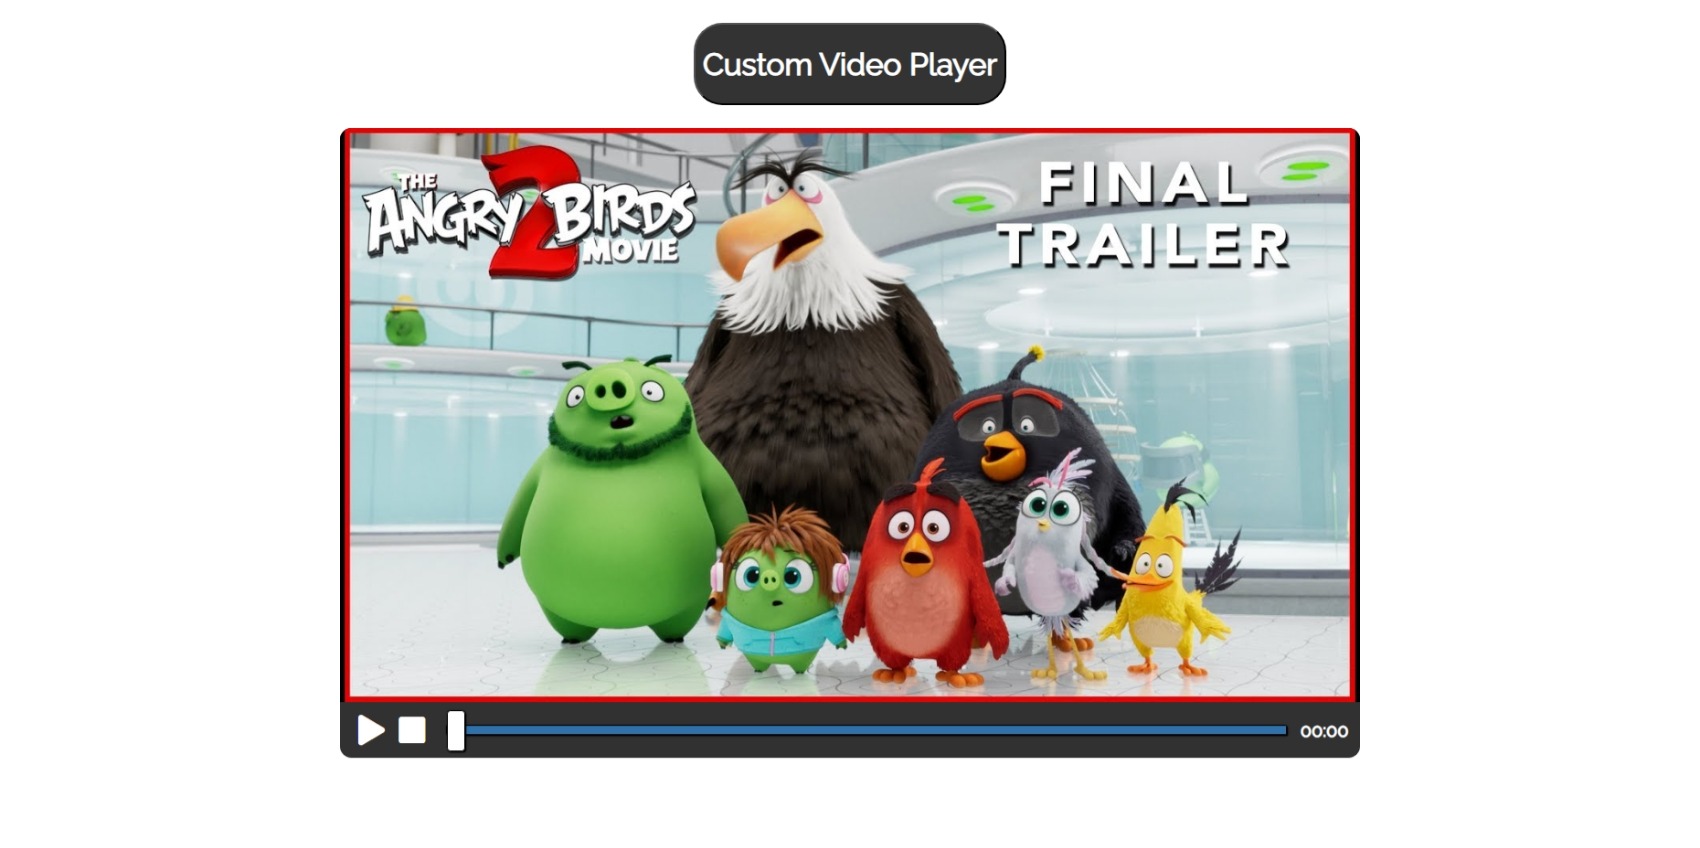 Custom Video Player
THE
ANGRY 2 BIRDS
MOVIE
FINAL
TRAILER
00:00